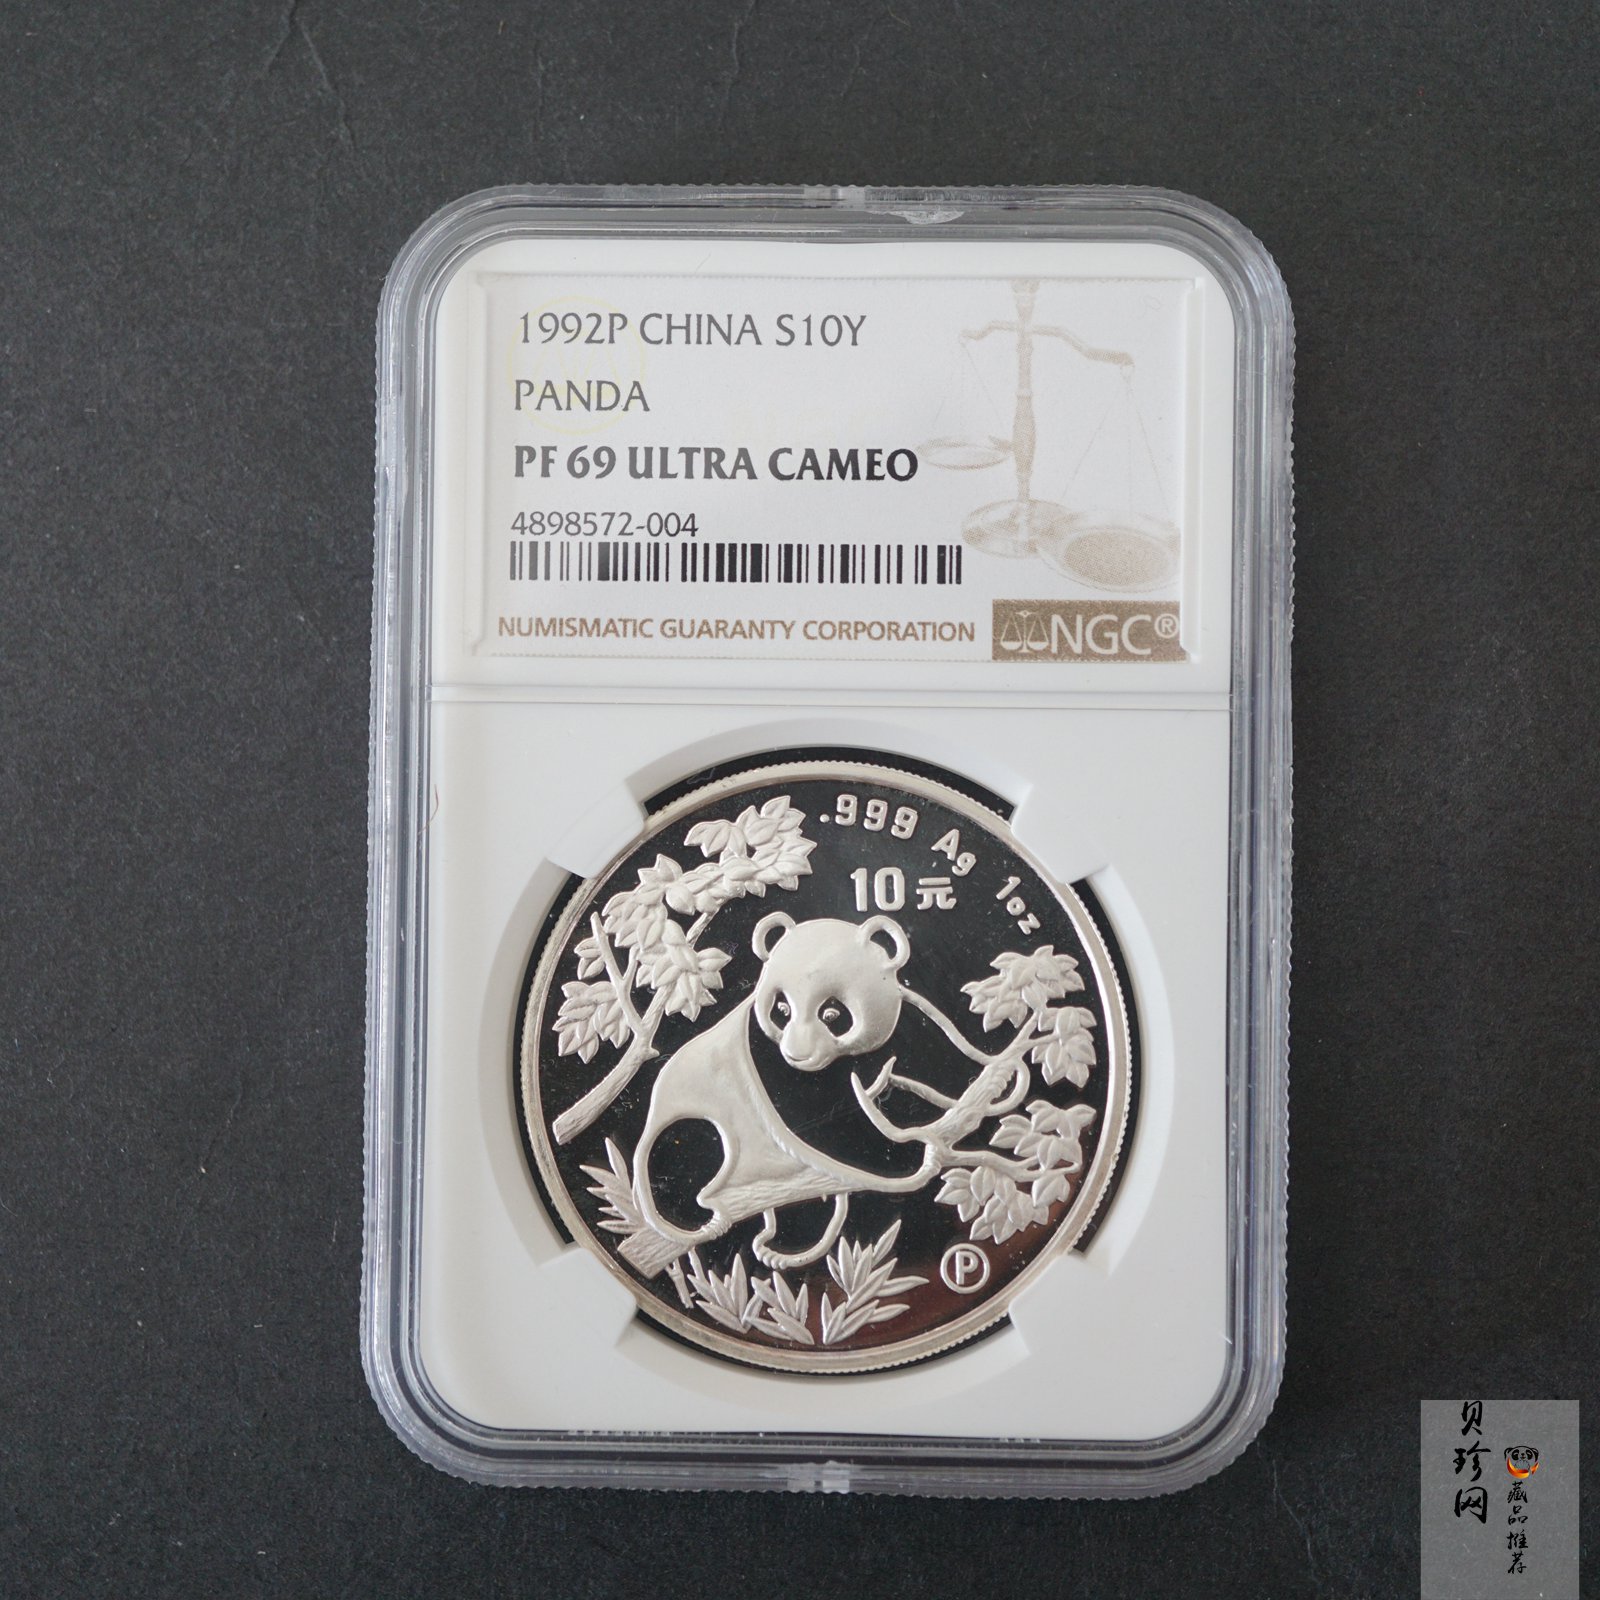 1992P CHINA S10Y
PANDA
PF 69 ULTRA CAMEO
4898572-004
NUMISMATIC GUARANTY CORPORATION
NGC®
.999 Ag 1oz
10元
P
贝珍网
藏品推荐